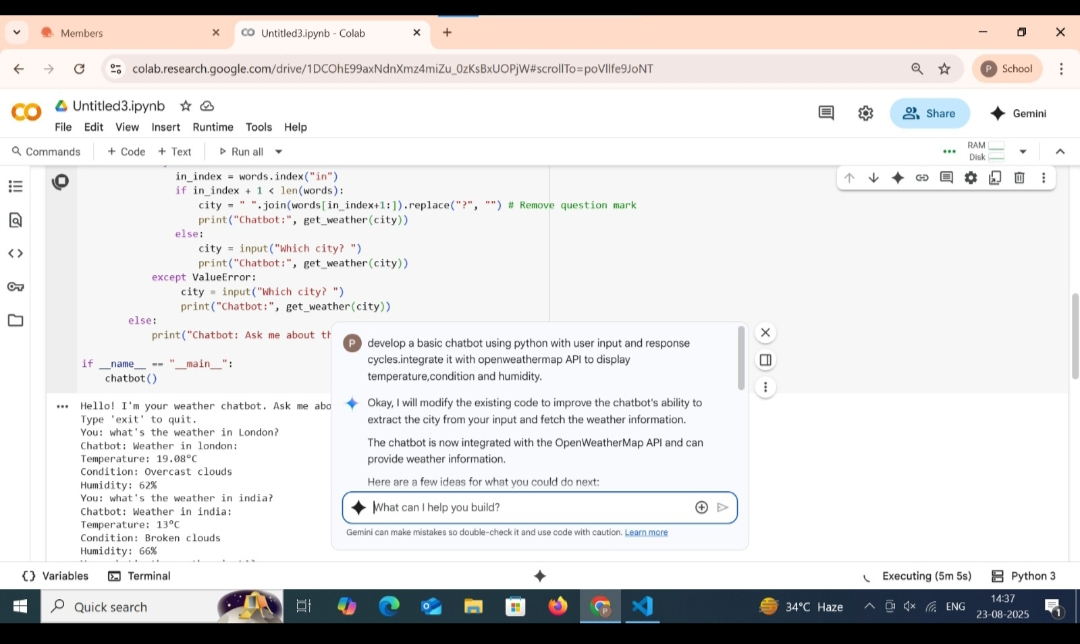 Members
Untitled3.ipynb - Colab
colab.research.google.com/drive/1DCOhE99axNdnXmz4miZu_0zKsBxUOPjW#scrollTo=poVllfe9JoNT
P School
Untitled3.ipynb
File Edit View Insert Runtime Tools Help
Share
Gemini
Commands + Code + Text Run all
RAM
Disk
in_index = words.index("in")
if in_index + 1 < len(words):
city = " ".join(words[in_index+1:]).replace("?", "") # Remove question mark
print("Chatbot:", get_weather(city))
else:
city = input("Which city? ")
print("Chatbot:", get_weather(city))
except ValueError:
city = input("Which city? ")
print("Chatbot:", get_weather(city))
else:
print("Chatbot: Ask me about th
if __name__ == "__main__":
chatbot()
Hello! I'm your weather chatbot. Ask me abo
Type 'exit' to quit.
You: what's the weather in London?
Chatbot: Weather in london:
Temperature: 19.08°C
Condition: Overcast clouds
Humidity: 62%
You: what's the weather in india?
Chatbot: Weather in india:
Temperature: 13°C
Condition: Broken clouds
Humidity: 66%
P develop a basic chatbot using python with user input and response
cycles.integrate it with openweathermap API to display
temperature,condition and humidity.
Okay, I will modify the existing code to improve the chatbot's ability to
extract the city from your input and fetch the weather information.
The chatbot is now integrated with the OpenWeatherMap API and can
provide weather information.
Here are a few ideas for what you could do next:
What can I help you build?
Gemini can make mistakes so double-check it and use code with caution. Learn more
Variables Terminal
Executing (5m 5s) Python 3
Quick search
34°C Haze
ENG
14:37
23-08-2025
1